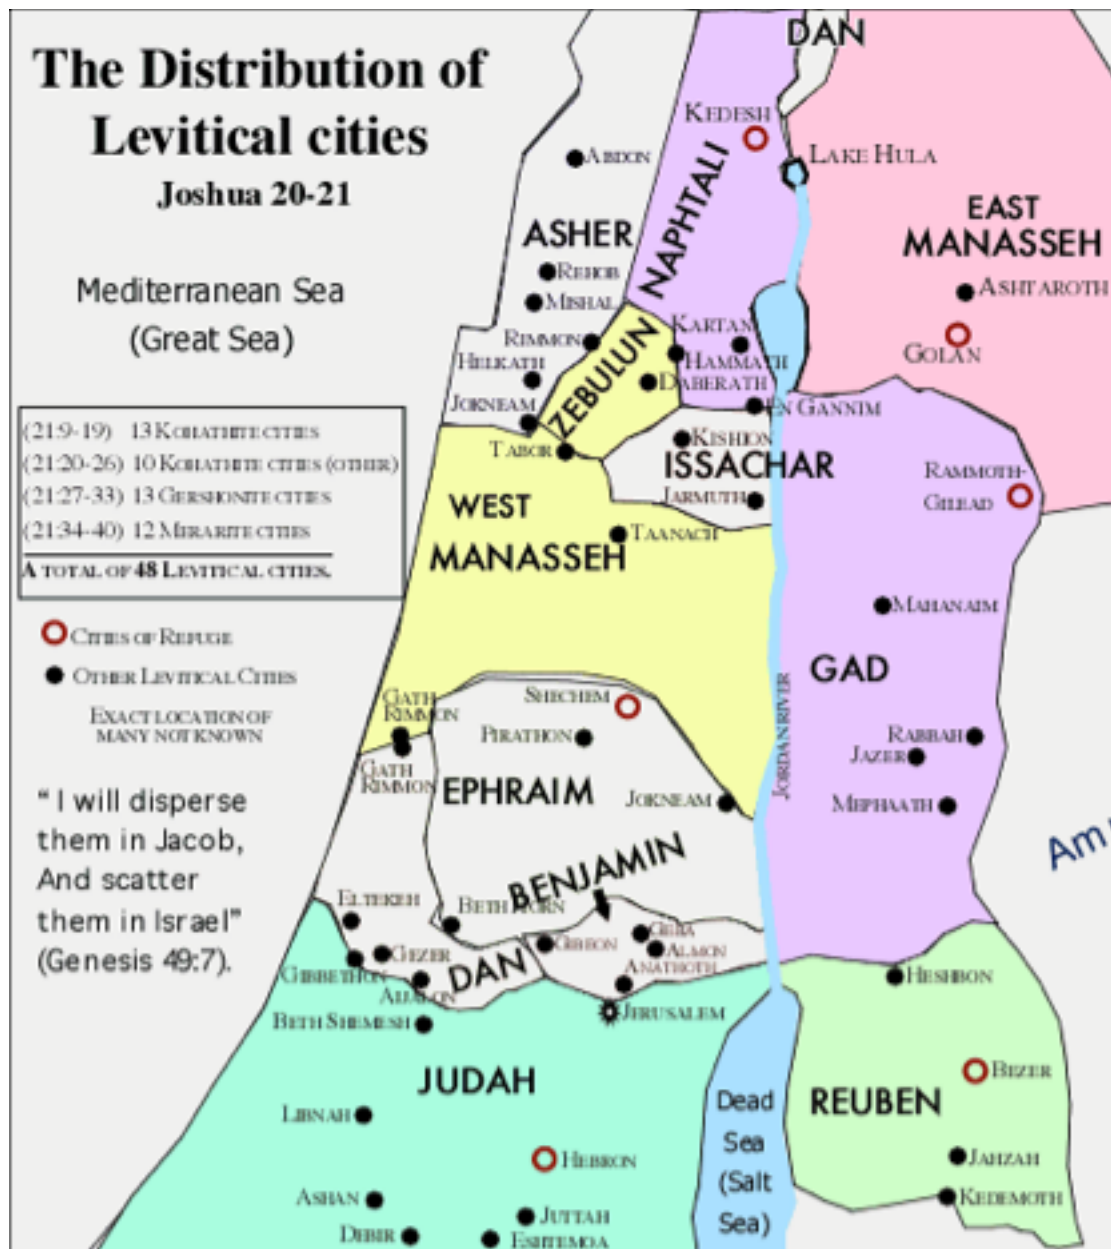 The Distribution of
Levitical cities
Joshua 20-21
Mediterranean Sea
(Great Sea)
(21:9-19) 13 KOHATHITE CITIES
(21:20-26) 10 KOHATHITE CITIES (OTHER)
(21:27-33) 13 GERSHONITE CITIES
(21:34-40) 12 MERARITE CITIES
A TOTAL OF 48 LEVITICAL CITIES.
CITIES OF REFUGE
OTHER LEVITICAL CITIES
EXACT LOCATION OF
MANY NOT KNOWN
“ I will disperse
them in Jacob,
And scatter
them in Israel”
(Genesis 49:7).
DAN
KEDESH
ABDON
LAKE HULA
NAPHTALI
ASHER
EAST
MANASSEH
REHOB
MISHAL
ASHTAROTH
RIMMON
KARTAN
GOLAN
HELKATH
HAMMATH
ZEBULUN
DABERATH
JOKNEAM
EN GANNIM
TABOR
KISHION
ISSACHAR
RAMMOTH-
GILEAD
JARMUTH
WEST
MANASSEH
TAANACH
MAHANAIM
GAD
JORDAN RIVER
SHECHEM
GATH
RIMMON
PIRATHON
RABBAH
JAZER
GATH
RIMMON
EPHRAIM
JOKNEAM
MEPHAATH
Am
BENJAMIN
ELTEKEH
BETH HORN
GIBEON
GEBA
ALMON
GEZER
DAN
ANATHOTH
GIBBETHON
AIJALON
HESHBON
BETH SHEMESH
JERUSALEM
JUDAH
BEZER
REUBEN
Dead
Sea
(Salt
Sea)
LIBNAH
HEBRON
JAHZAH
ASHAN
KEDEMOTH
JUTTAH
DEBIR
ESHTEMOA